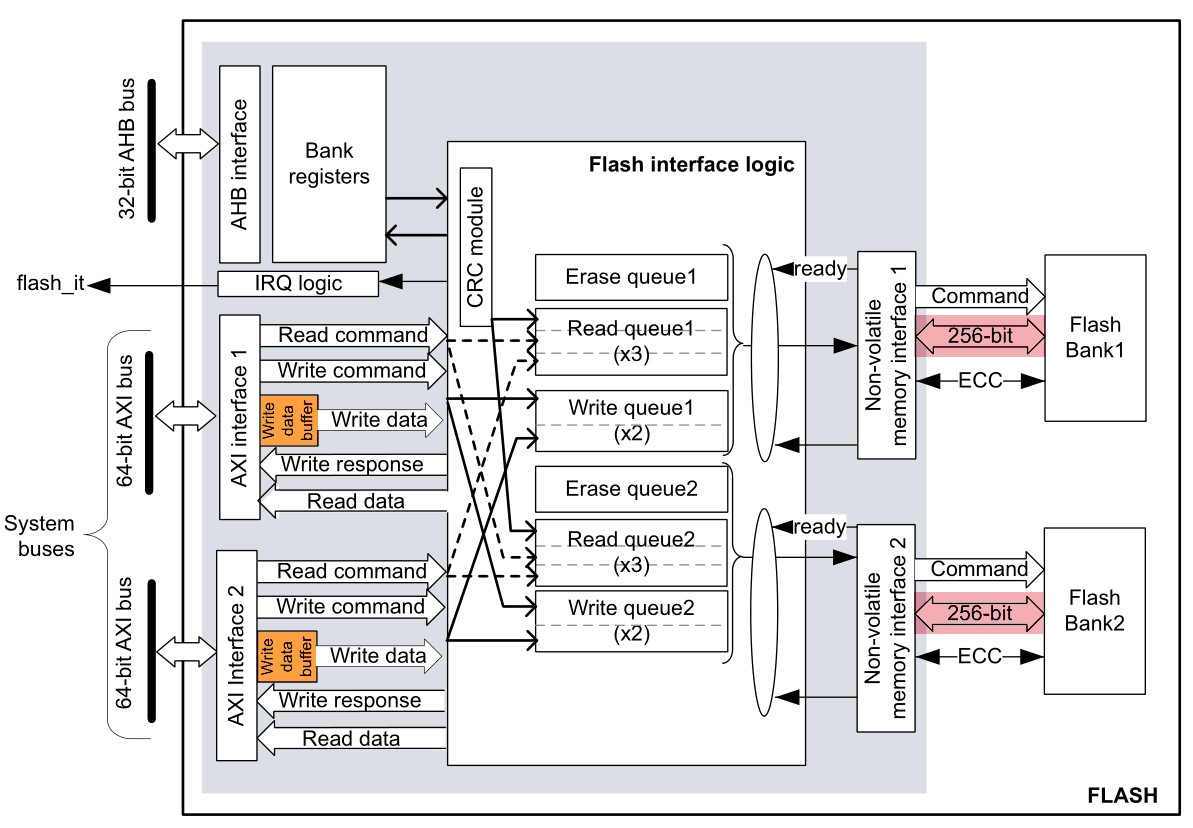 32-bit AHB bus
AHB interface
Bank
registers
Flash interface logic
CRC module
flash_it
IRQ logic
Erase queue1
Read queue1
(x3)
Write queue1
(x2)
Erase queue2
Read queue2
(x3)
Write queue2
(x2)
System
buses
64-bit AXI bus
AXI interface 1
Read command
Write command
Write
data
buffer
Write data
Write response
Read data
64-bit AXI bus
AXI Interface 2
Read command
Write command
Write
data
buffer
Write data
Write response
Read data
ready
Non-volatile
memory interface 1
Command
256-bit
ECC
Flash
Bank1
ready
Non-volatile
memory interface 2
Command
256-bit
ECC
Flash
Bank2
FLASH